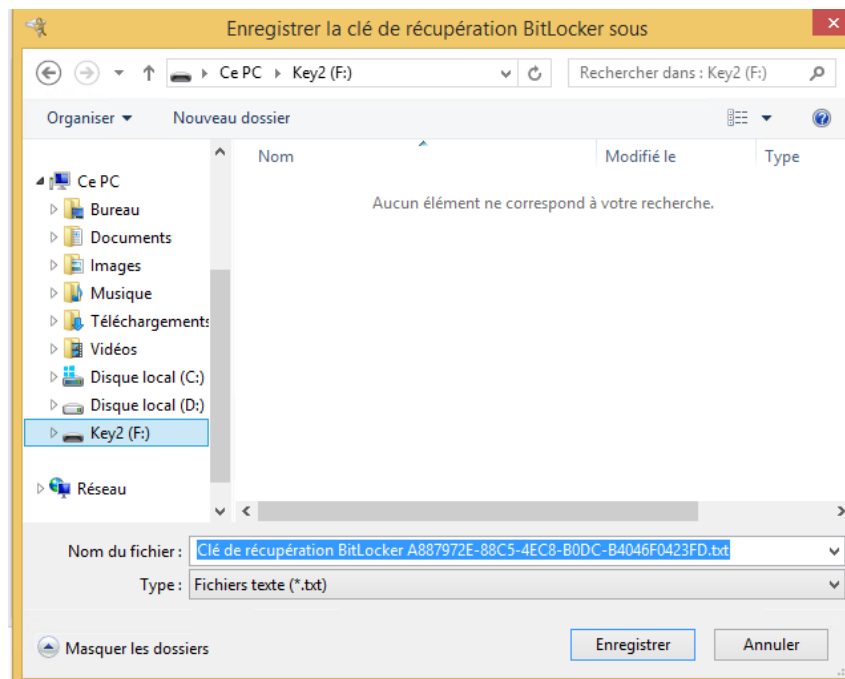 Enregistrer la clé de récupération BitLocker sous
Ce PC Key2 (F:) Rechercher dans : Key2 (F:)
Organiser Nouveau dossier
Nom Modifié le Type
Aucun élément ne correspond à votre recherche.
Ce PC
Bureau
Documents
Images
Musique
Téléchargements
Vidéos
Disque local (C:)
Disque local (D:)
Key2 (F:)
Réseau
Nom du fichier : Clé de récupération BitLocker A887972E-88C5-4EC8-B0DC-B4046F0423FD.txt
Type : Fichiers texte (*.txt)
Masquer les dossiers Enregistrer Annuler